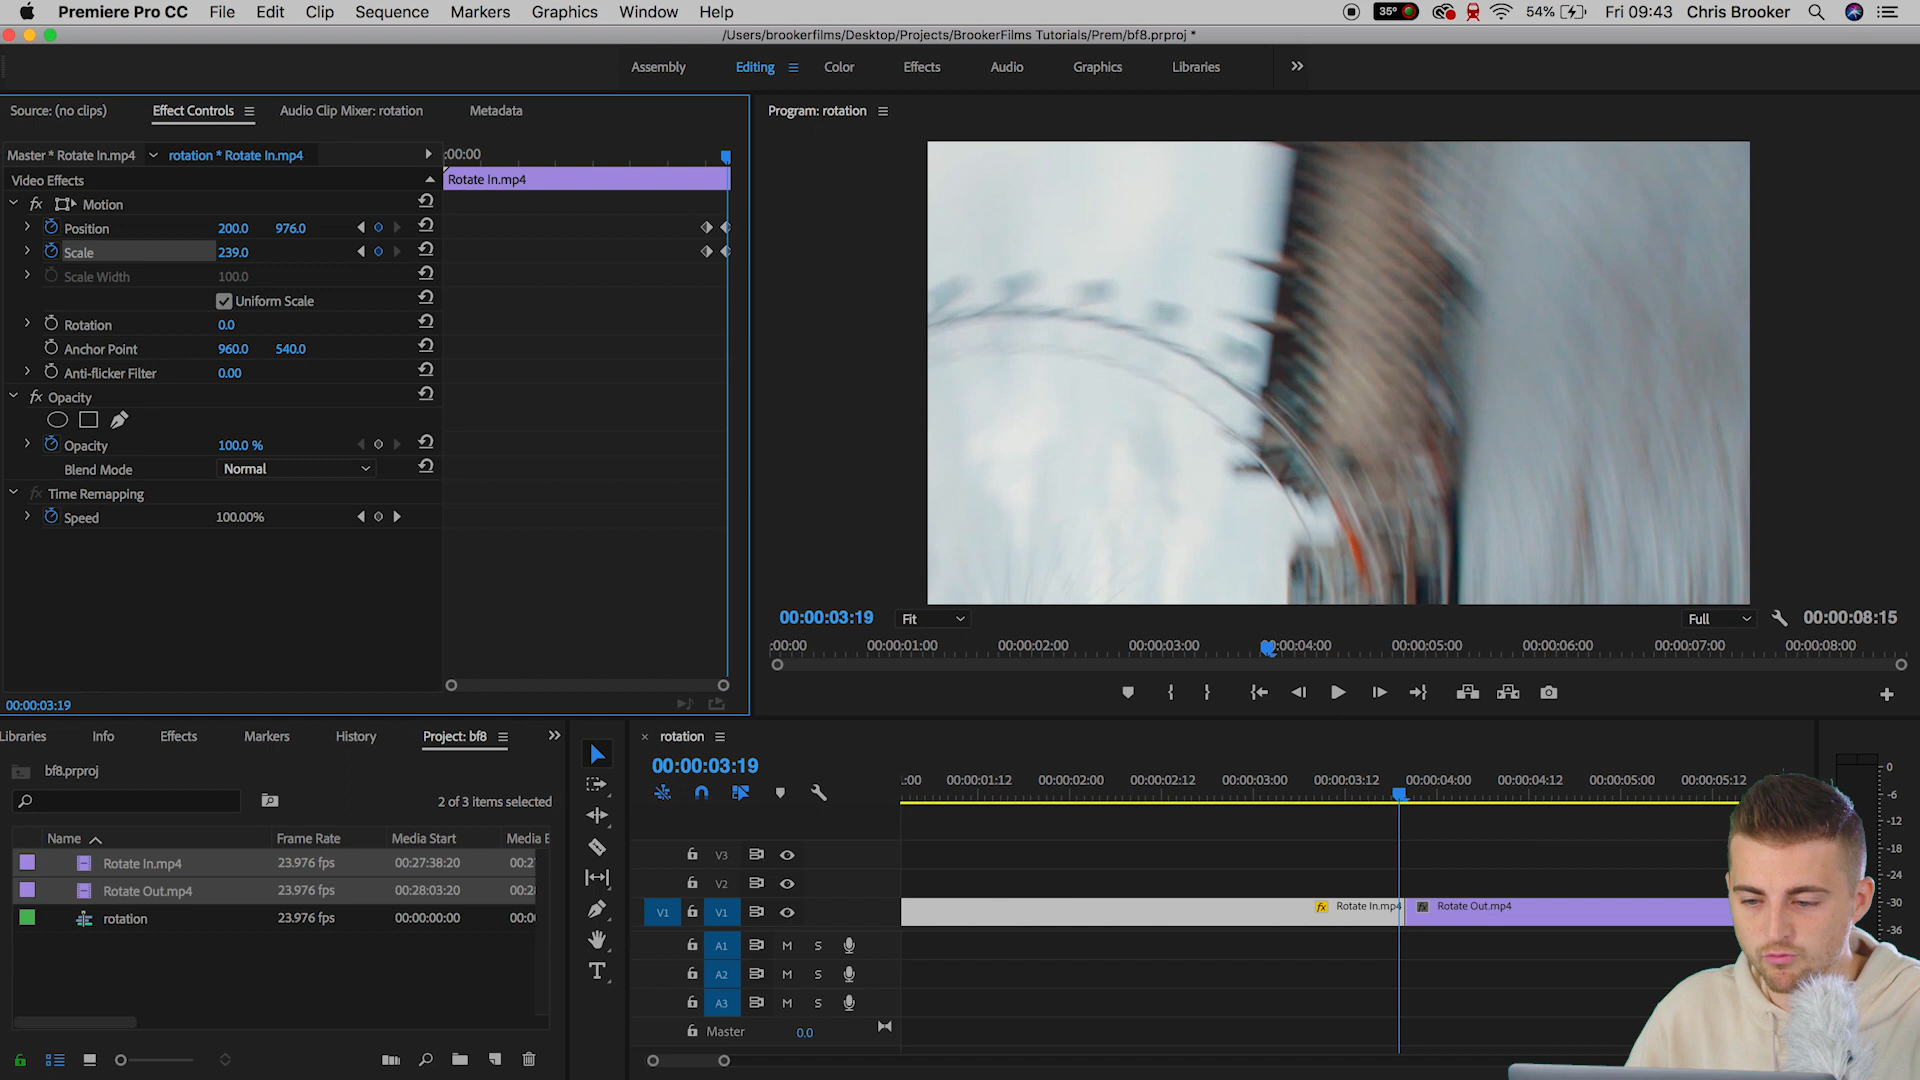 Premiere Pro CC File Edit Clip Sequence Markers Graphics Window Help 35° 54% Fri 09:43 Chris Brooker
/Users/brookerfilms/Desktop/Projects/BrookerFilms Tutorials/Prem/bf8.prproj *
Assembly Editing Color Effects Audio Graphics Libraries
Source: (no clips) Effect Controls Audio Clip Mixer: rotation Metadata
Program: rotation
Master * Rotate In.mp4 rotation * Rotate In.mp4 :00:00
Video Effects Rotate In.mp4
fx Motion
Position 200.0 976.0
Scale 239.0
Scale Width 100.0
Uniform Scale
Rotation 0.0
Anchor Point 960.0 540.0
Anti-flicker Filter 0.00
fx Opacity
Opacity 100.0 %
Blend Mode Normal
fx Time Remapping
Speed 100.00%
00:00:03:19
00:00:03:19 Fit Full 00:00:08:15
:00:00 00:00:01:00 00:00:02:00 00:00:03:00 00:00:04:00 00:00:05:00 00:00:06:00 00:00:07:00 00:00:08:00
Libraries Info Effects Markers History Project: bf8
bf8.prproj
2 of 3 items selected
Name Frame Rate Media Start Media E
Rotate In.mp4 23.976 fps 00:27:38:20 00:2
Rotate Out.mp4 23.976 fps 00:28:03:20 00:28
rotation 23.976 fps 00:00:00:00 00:00
rotation
00:00:03:19
:00 00:00:01:12 00:00:02:00 00:00:02:12 00:00:03:00 00:00:03:12 00:00:04:00 00:00:04:12 00:00:05:00 00:00:05:12
V3
V2
V1 V1 fx Rotate In.mp4 fx Rotate Out.mp4
A1 M S
A2 M S
A3 M S
Master 0.0
0
-6
-12
-18
-24
-30
-36
T